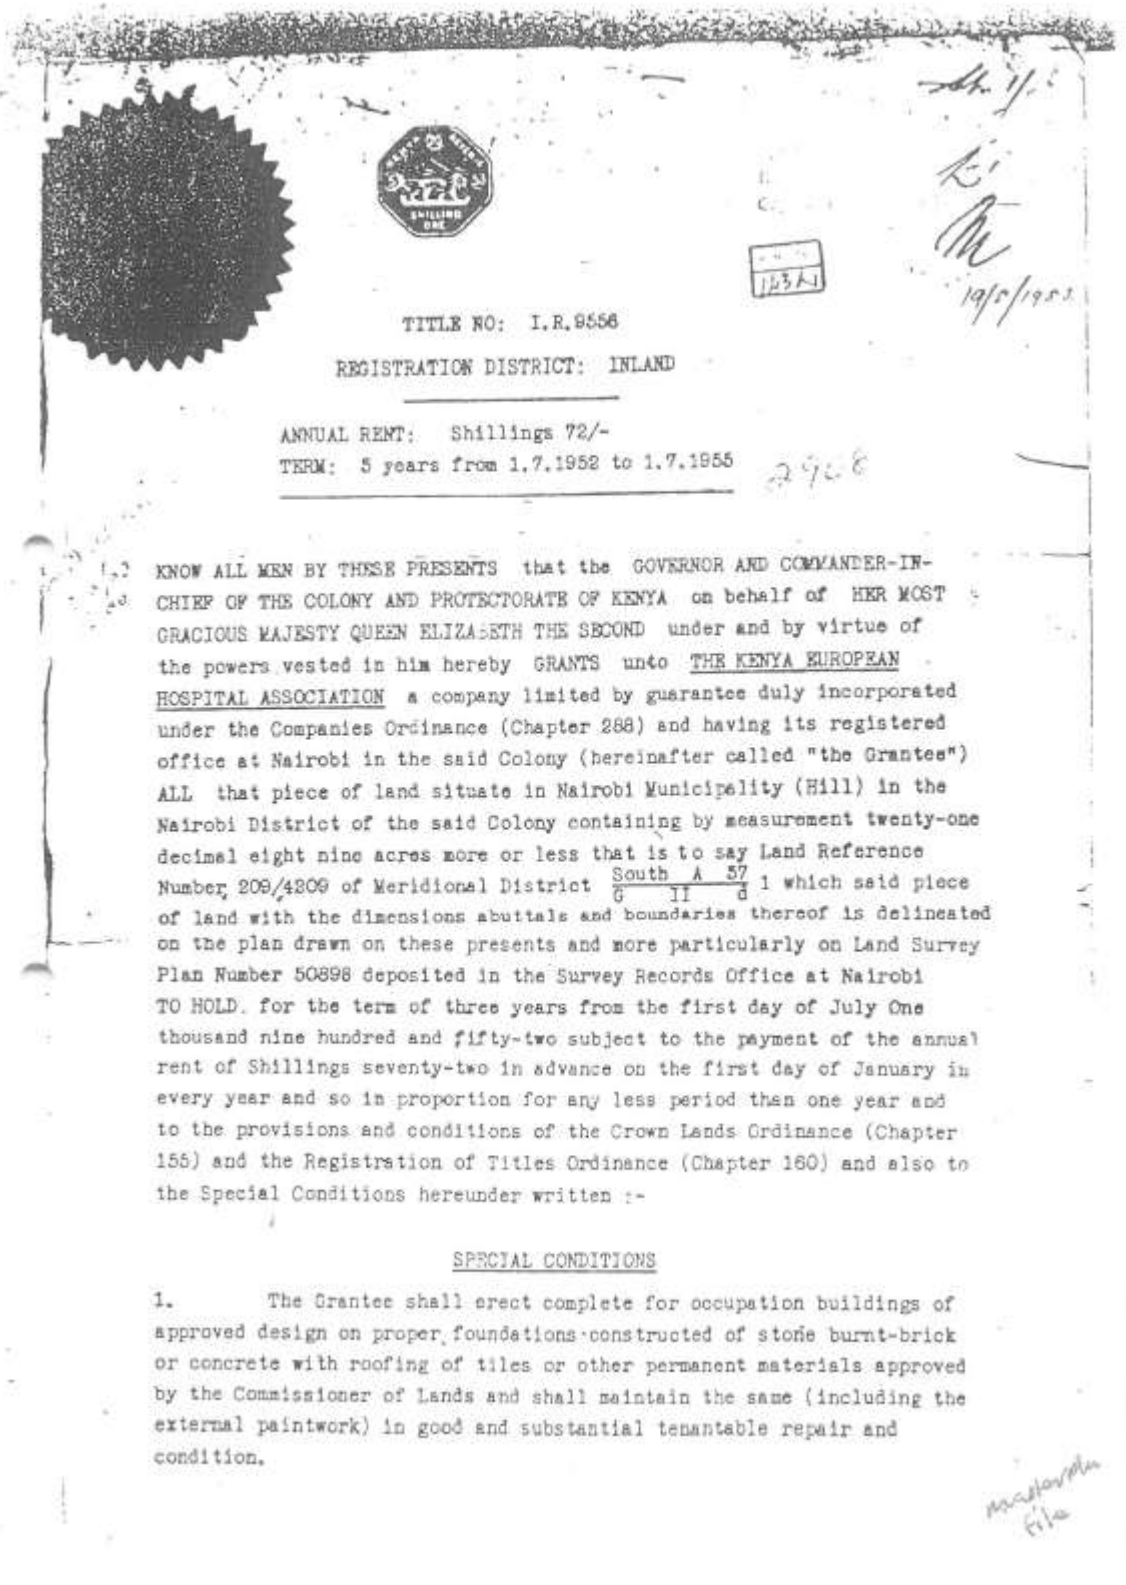 SHILLING
ONE
19/5/1953
TITLE NO: I.R.9556
REGISTRATION DISTRICT: INLAND
ANNUAL RENT: Shillings 72/-
TERM: 5 years from 1.7.1952 to 1.7.1955
2908
KNOW ALL MEN BY THESE PRESENTS that the GOVERNOR AND COMMANDER-IN-
CHIEF OF THE COLONY AND PROTECTORATE OF KENYA on behalf of HER MOST
GRACIOUS MAJESTY QUEEN ELIZABETH THE SECOND under and by virtue of
the powers vested in him hereby GRANTS unto THE KENYA EUROPEAN
HOSPITAL ASSOCIATION a company limited by guarantee duly incorporated
under the Companies Ordinance (Chapter 288) and having its registered
office at Nairobi in the said Colony (hereinafter called "the Grantee")
ALL that piece of land situate in Nairobi Municipality (Hill) in the
Nairobi District of the said Colony containing by measurement twenty-one
decimal eight nine acres more or less that is to say Land Reference
Number 209/4209 of Meridional District South A 37 / G II d 1 which said piece
of land with the dimensions abuttals and boundaries thereof is delineated
on the plan drawn on these presents and more particularly on Land Survey
Plan Number 50898 deposited in the Survey Records Office at Nairobi
TO HOLD. for the term of three years from the first day of July One
thousand nine hundred and fifty-two subject to the payment of the annual
rent of Shillings seventy-two in advance on the first day of January in
every year and so in proportion for any less period than one year and
to the provisions and conditions of the Crown Lands Ordinance (Chapter
155) and the Registration of Titles Ordinance (Chapter 160) and also to
the Special Conditions hereunder written :-
SPECIAL CONDITIONS
1. The Grantee shall erect complete for occupation buildings of
approved design on proper foundations constructed of stone burnt-brick
or concrete with roofing of tiles or other permanent materials approved
by the Commissioner of Lands and shall maintain the same (including the
external paintwork) in good and substantial tenantable repair and
condition.
File